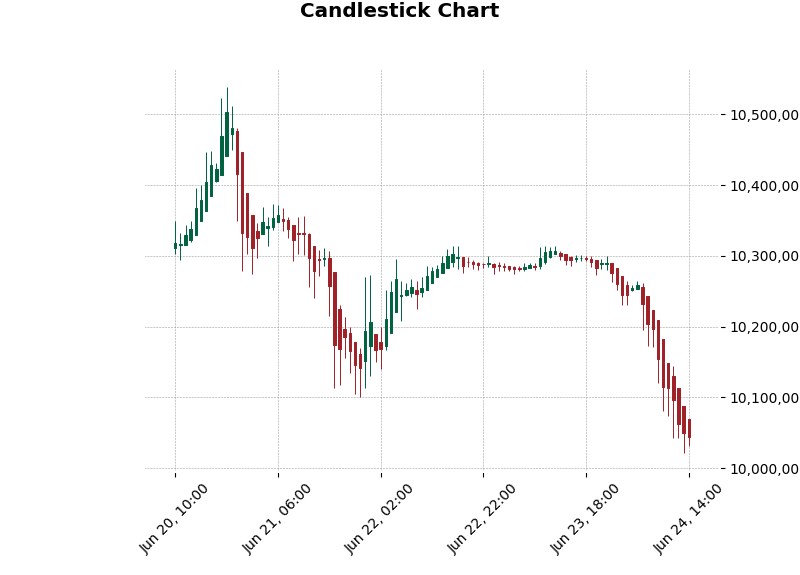 Candlestick Chart
10,500,00
10,400,00
10,300,00
10,200,00
10,100,00
10,000,00
Jun 20, 10:00
Jun 21, 06:00
Jun 22, 02:00
Jun 22, 22:00
Jun 23, 18:00
Jun 24, 14:00